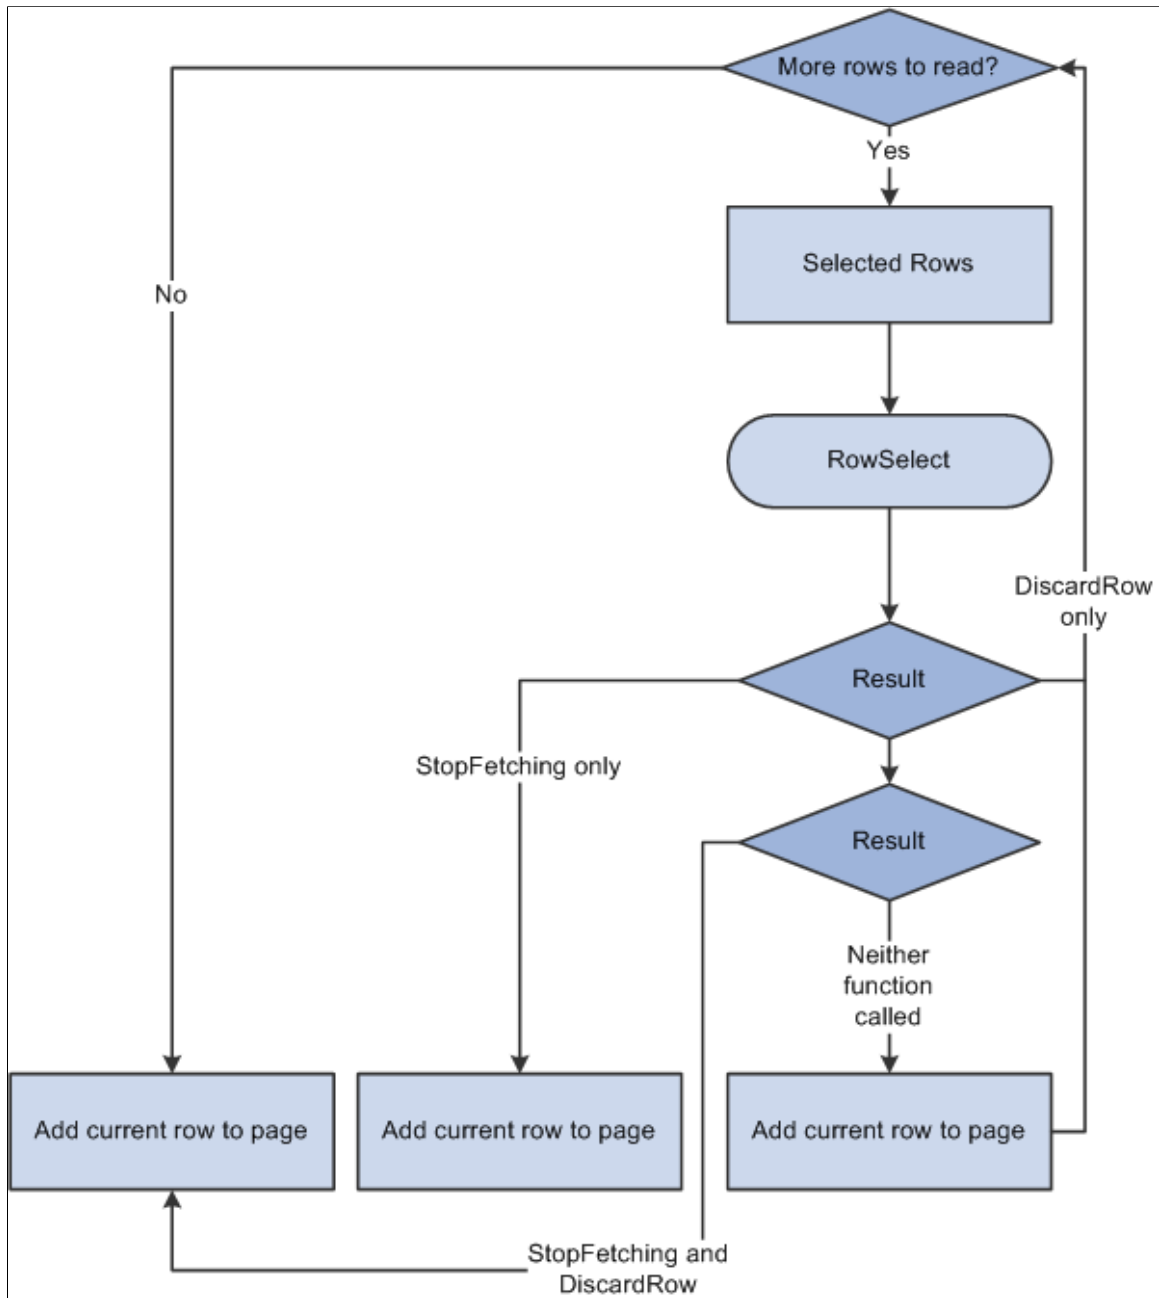 More rows to read?
Yes
Selected Rows
No
RowSelect
DiscardRow
only
Result
StopFetching only
Result
Neither
function
called
Add current row to page
Add current row to page
Add current row to page
StopFetching and
DiscardRow